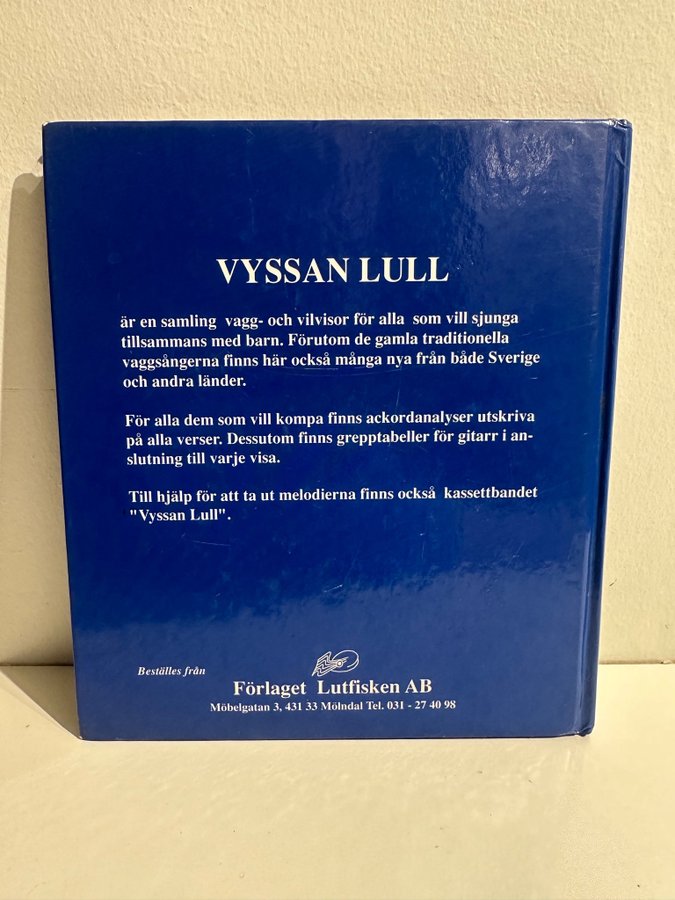 VYSSAN LULL
är en samling vagg- och vilvisor för alla som vill sjunga
tillsammans med barn. Förutom de gamla traditionella
vaggsångerna finns här också många nya från både Sverige
och andra länder.
För alla dem som vill kompa finns ackordanalyser utskriva
på alla verser. Dessutom finns grepptabeller för gitarr i an-
slutning till varje visa.
Till hjälp för att ta ut melodierna finns också kassettbandet
"Vyssan Lull".
Beställes från
Förlaget Lutfisken AB
Möbelgatan 3, 431 33 Mölndal Tel. 031 - 27 40 98